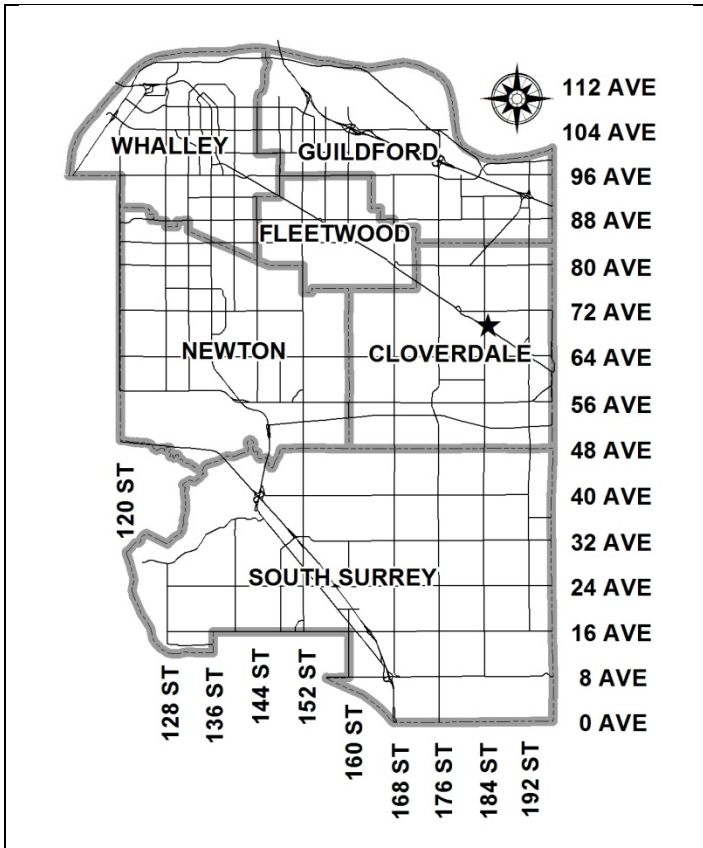 112 AVE
104 AVE
WHALLEY
GUILDFORD
96 AVE
88 AVE
FLEETWOOD
80 AVE
72 AVE
NEWTON
CLOVERDALE
64 AVE
56 AVE
48 AVE
120 ST
40 AVE
32 AVE
SOUTH SURREY
24 AVE
16 AVE
128 ST
136 ST
144 ST
152 ST
160 ST
8 AVE
0 AVE
168 ST
176 ST
184 ST
192 ST